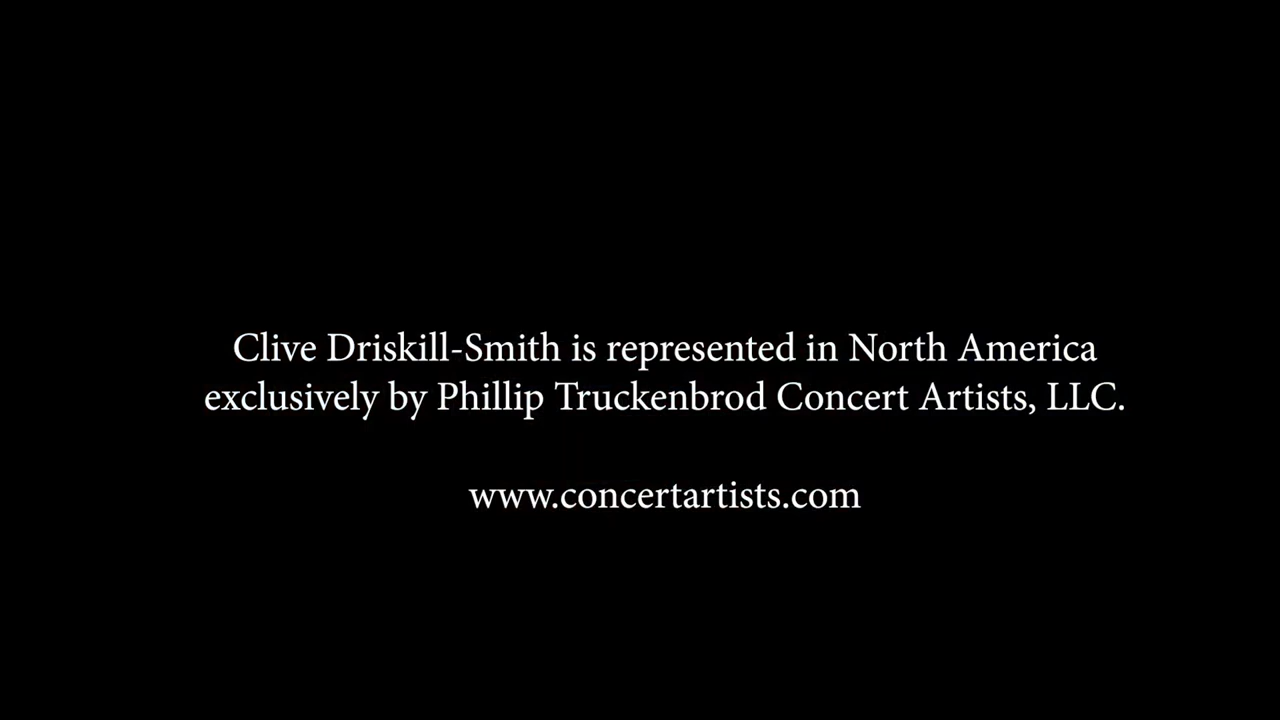 Clive Driskill-Smith is represented in North America
exclusively by Phillip Truckenbrod Concert Artists, LLC.
www.concertartists.com